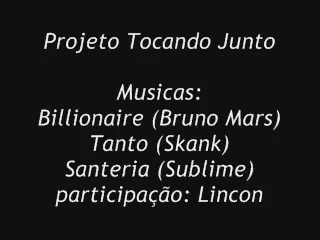 Projeto Tocando Junto
Musicas:
Billionaire (Bruno Mars)
Tanto (Skank)
Santeria (Sublime)
participação: Lincon